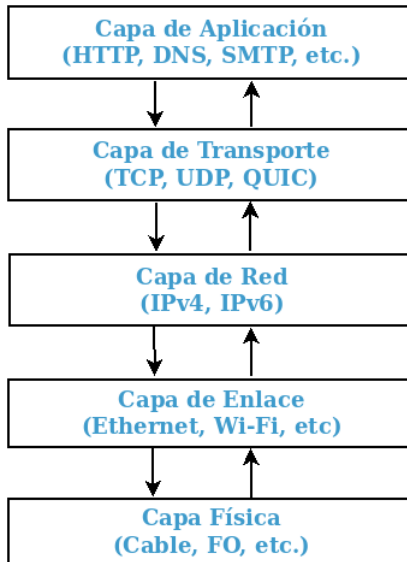 Capa de Aplicación
(HTTP, DNS, SMTP, etc.)
Capa de Transporte
(TCP, UDP, QUIC)
Capa de Red
(IPv4, IPv6)
Capa de Enlace
(Ethernet, Wi-Fi, etc)
Capa Física
(Cable, FO, etc.)